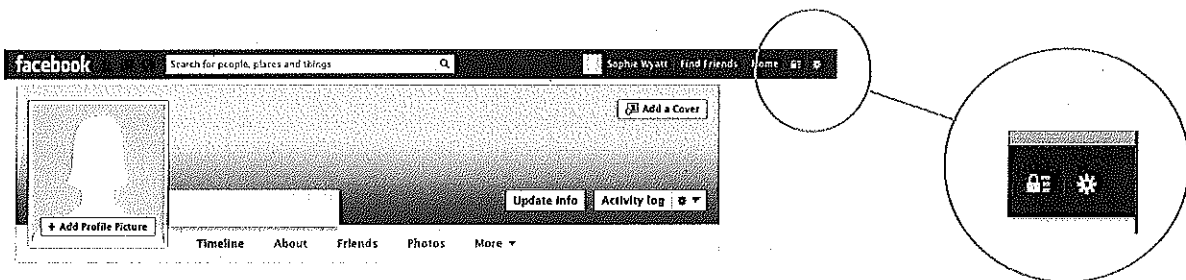 facebook Search for people, places and things Sophie Wyatt Find Friends Home
Add a Cover
Update Info Activity log
+ Add Profile Picture
Timeline About Friends Photos More